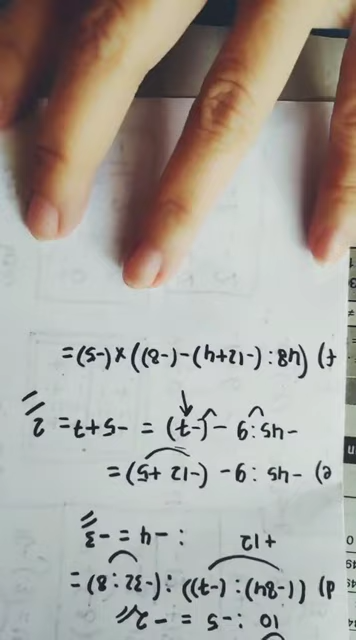 10 : -5 = -2
d) ((-84) : (-7)) : (-32 : 8) =
+12 : -4 = -3
e) -45 : 9 - (-12 + 5) =
-45 : 9 - (-7) = -5 + 7 = 2
f) (48 : (-12 + 4) - (-2)) x (-5) =